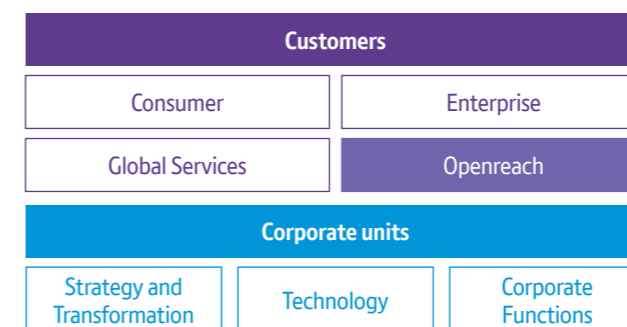 Customers
Consumer
Enterprise
Global Services
Openreach
Corporate units
Strategy and
Transformation
Technology
Corporate
Functions